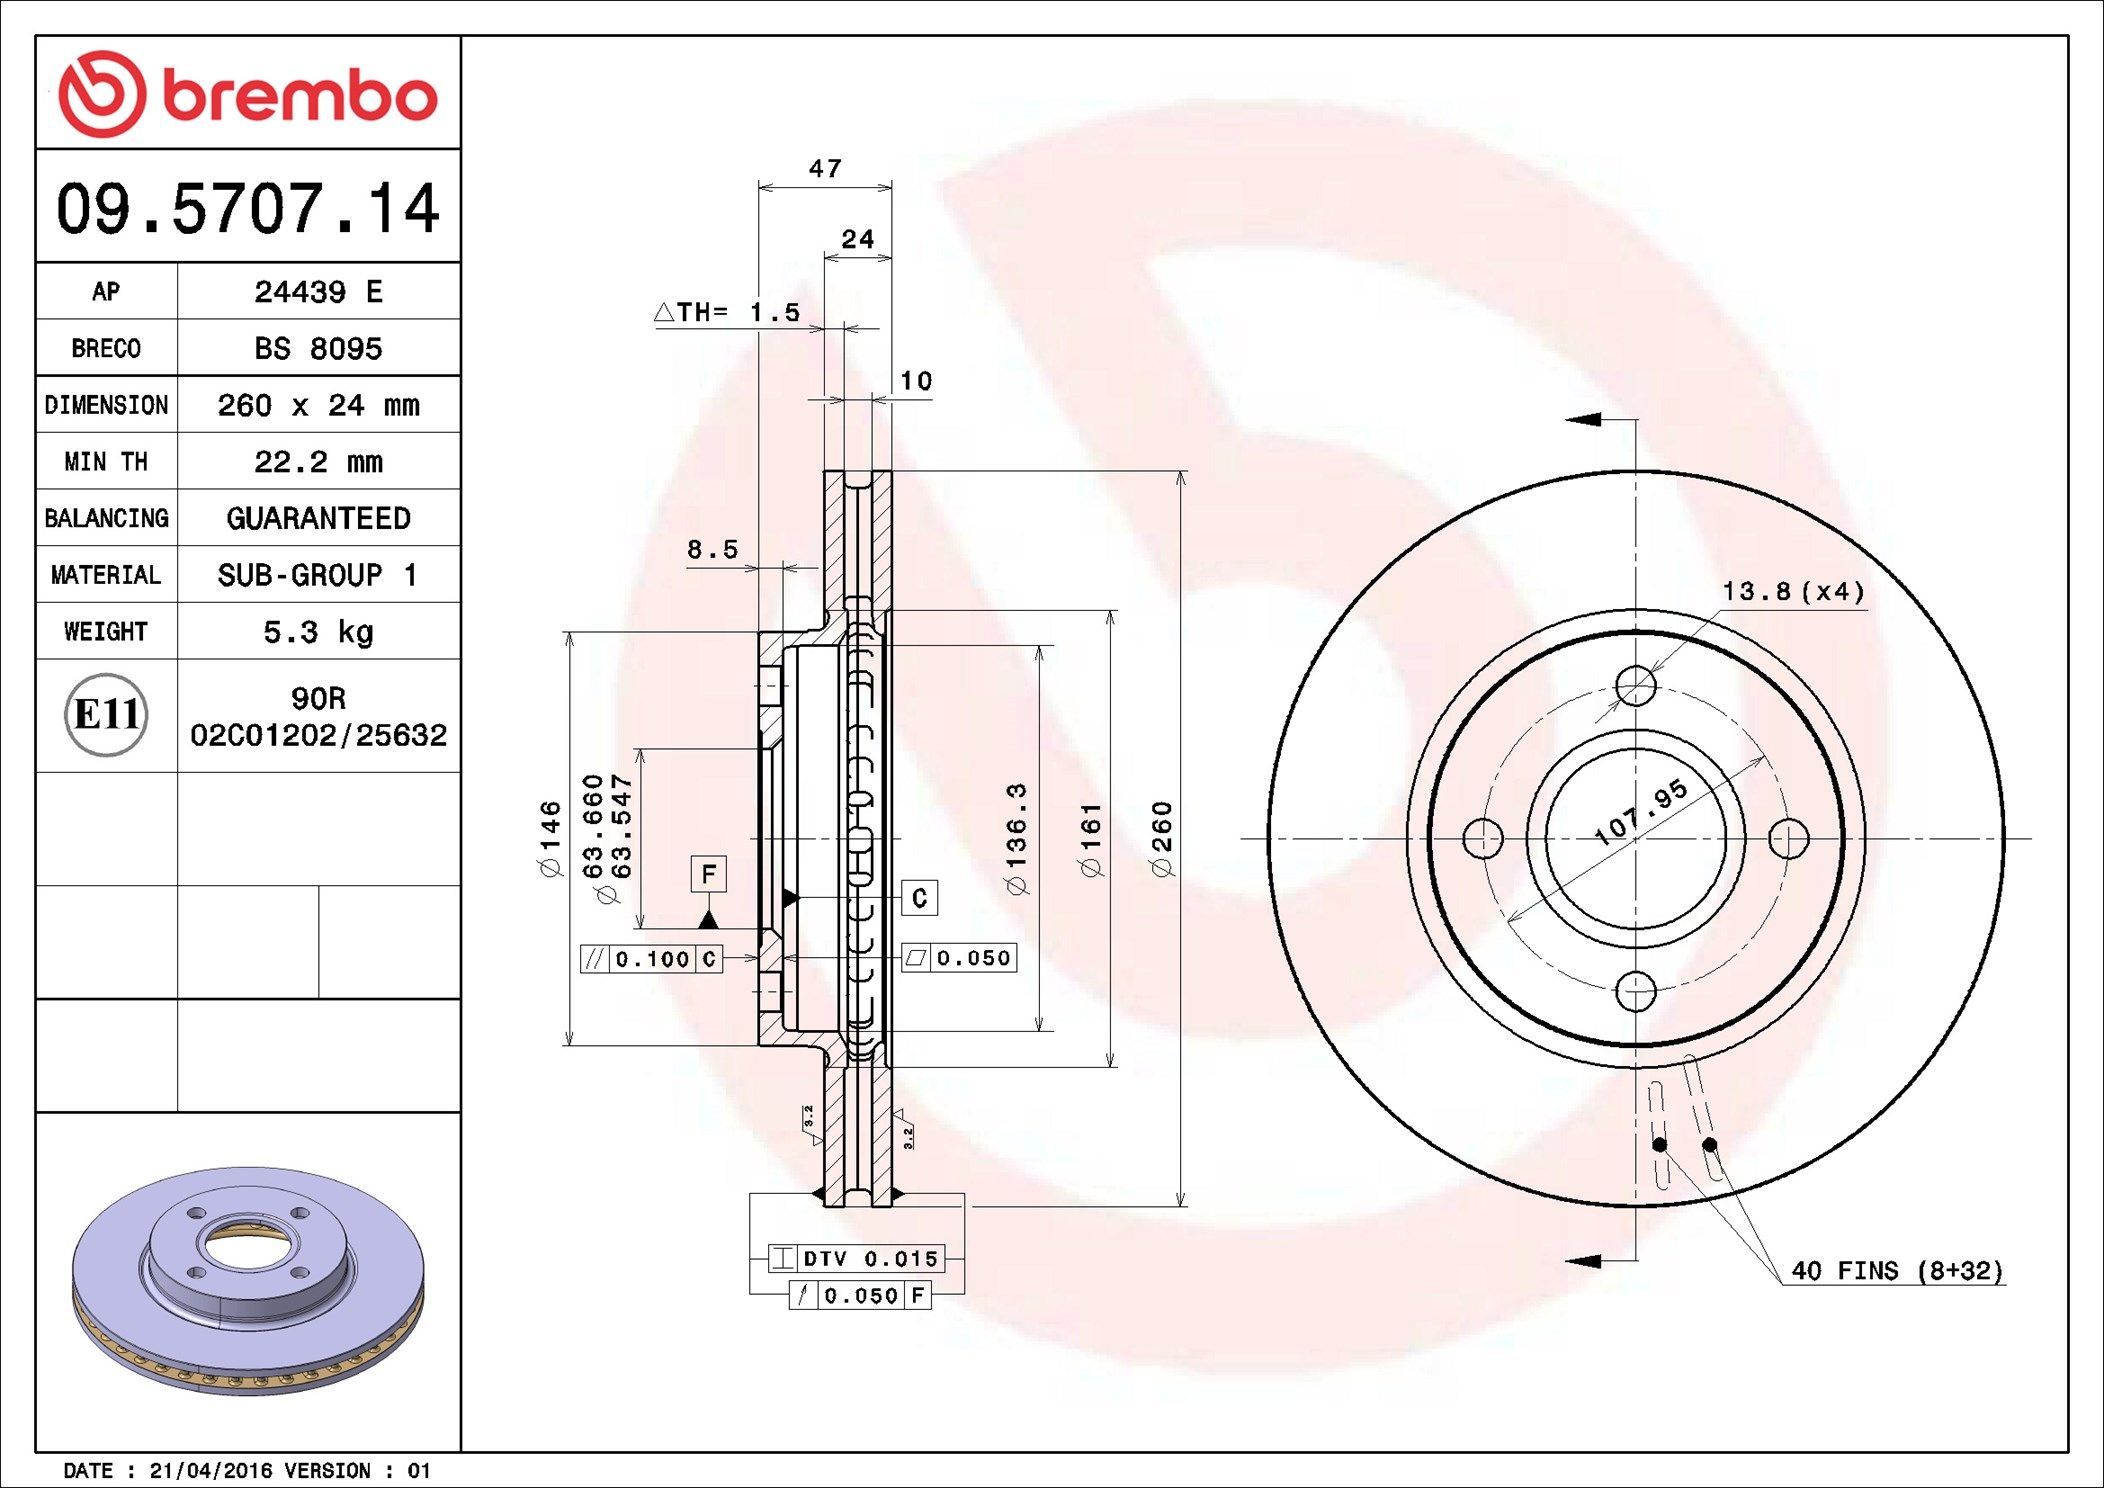 brembo
09.5707.14
AP 24439 E
BRECO BS 8095
DIMENSION 260 x 24 mm
MIN TH 22.2 mm
BALANCING GUARANTEED
MATERIAL SUB-GROUP 1
WEIGHT 5.3 kg
E11 90R
02C01202/25632
47
24
△TH= 1.5
10
8.5
13.8(x4)
107.95
∅146
∅ 63.660
63.547
∅136.3
∅161
∅260
F
C
// 0.100 C
⏥ 0.050
3.2
3.2
DTV 0.015
↗ 0.050 F
40 FINS (8+32)
DATE : 21/04/2016 VERSION : 01